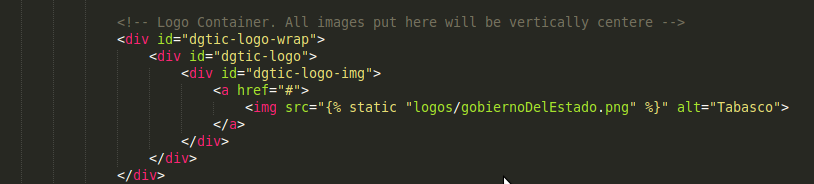 <!-- Logo Container. All images put here will be vertically centere -->
<div id="dgtic-logo-wrap">
<div id="dgtic-logo">
<div id="dgtic-logo-img">
<a href="#">
<img src="{% static "logos/gobiernoDelEstado.png" %}" alt="Tabasco">
</a>
</div>
</div>
</div>